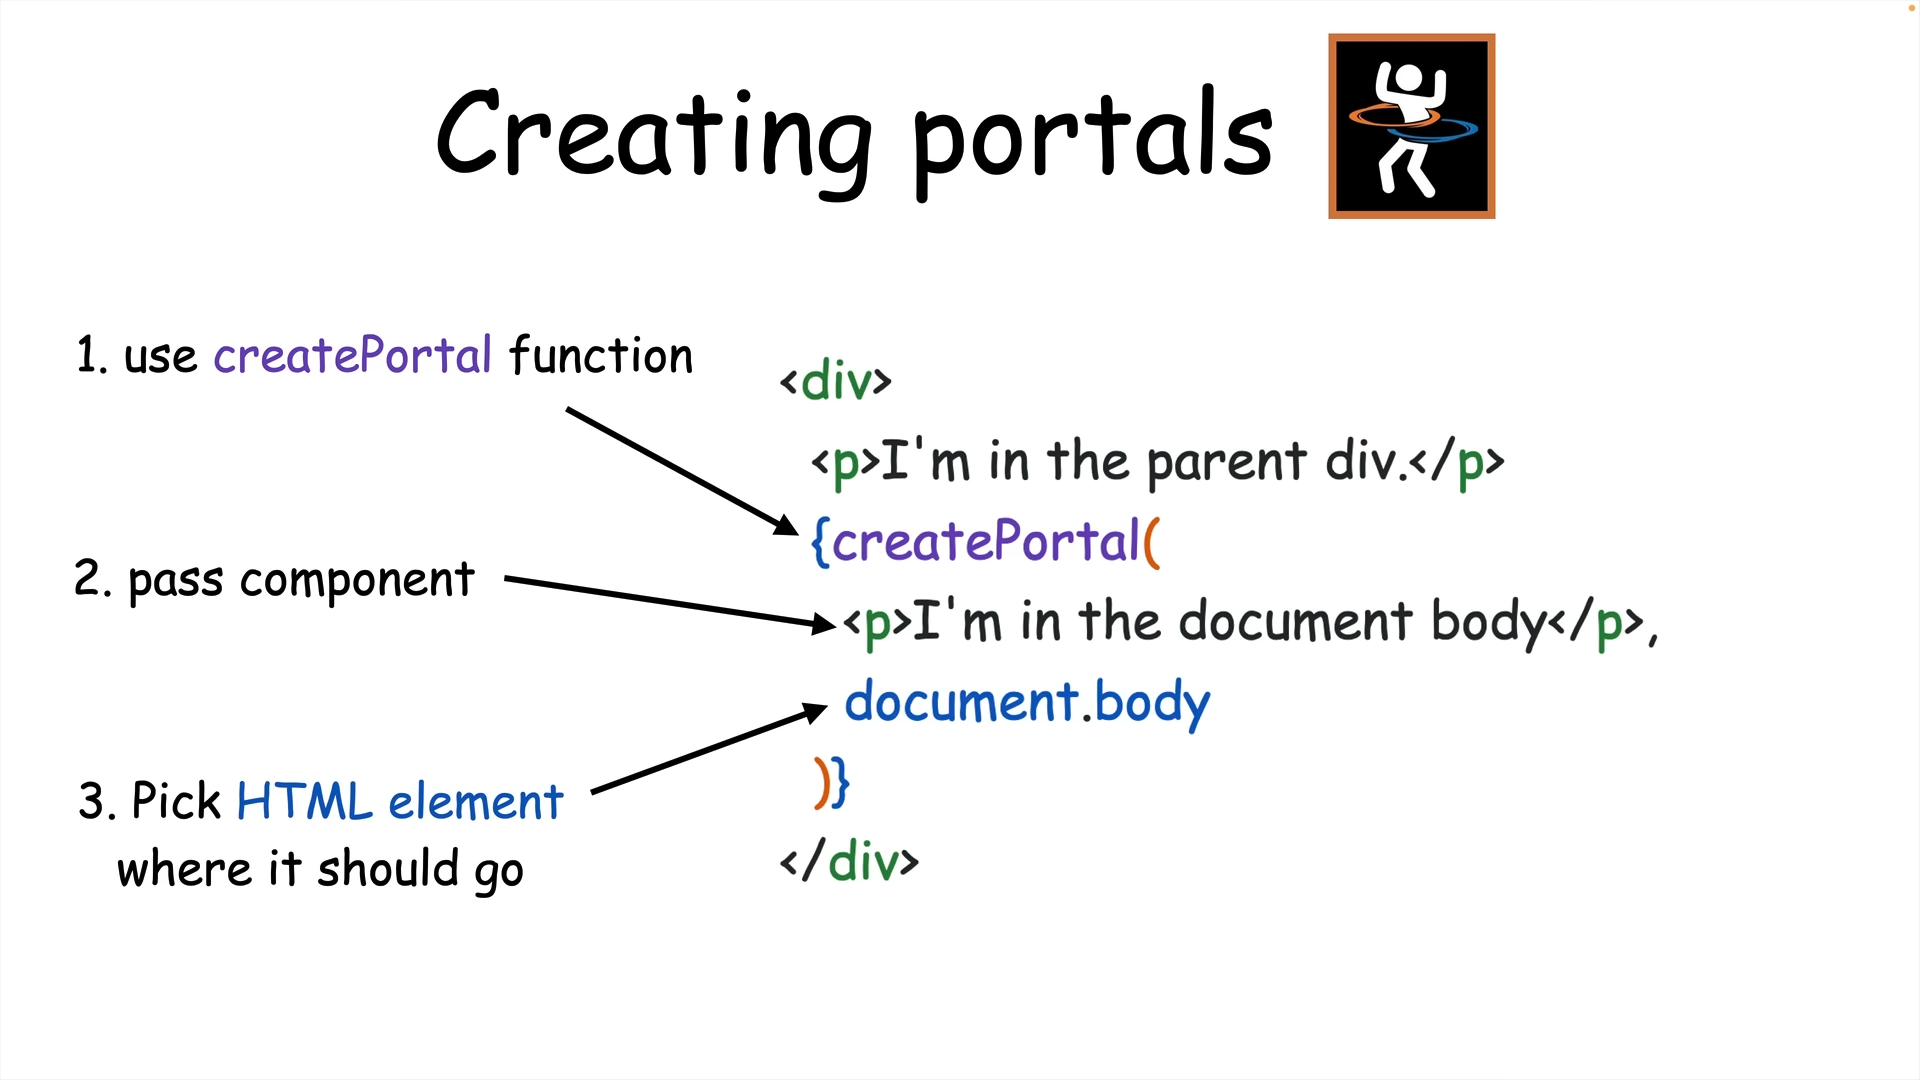 Creating portals
1. use createPortal function
2. pass component
3. Pick HTML element
where it should go
<div>
<p>I'm in the parent div.</p>
{createPortal(
<p>I'm in the document body</p>,
document.body
)}
</div>